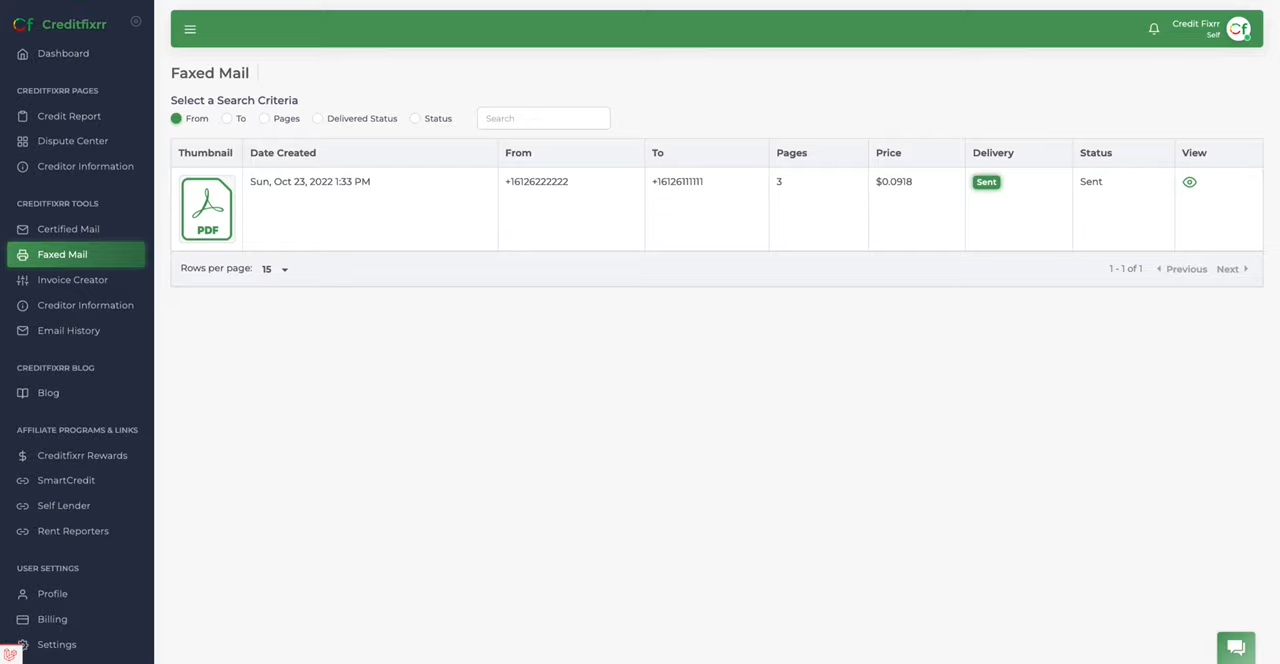 Cf Creditfixrr
Dashboard
CREDITFIXRR PAGES
Credit Report
Dispute Center
Creditor Information
CREDITFIXRR TOOLS
Certified Mail
Faxed Mail
Invoice Creator
Creditor Information
Email History
CREDITFIXRR BLOG
Blog
AFFILIATE PROGRAMS & LINKS
Creditfixrr Rewards
SmartCredit
Self Lender
Rent Reporters
USER SETTINGS
Profile
Billing
Settings
Credit Fixrr
Self
Cf
Faxed Mail
Select a Search Criteria
From To Pages Delivered Status Status Search
Thumbnail Date Created From To Pages Price Delivery Status View
PDF Sun, Oct 23, 2022 1:33 PM +16126222222 +16126111111 3 $0.0918 Sent Sent
Rows per page: 15 1 - 1 of 1 Previous Next